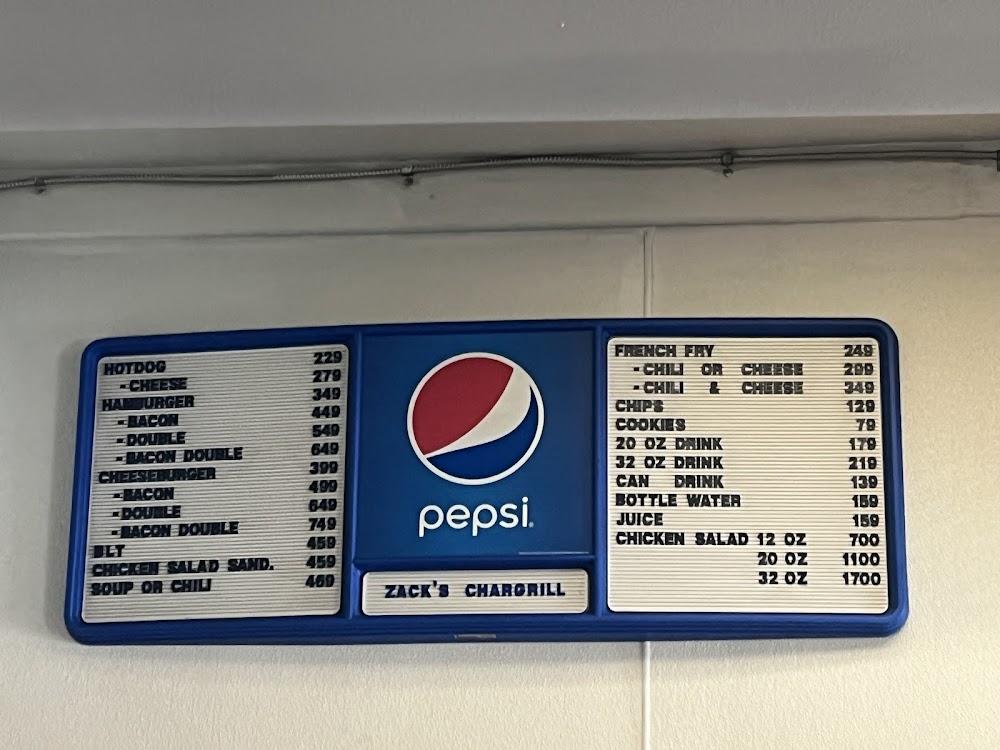 HOTDOG 229
-CHEESE 279
HAMBURGER 349
-BACON 449
-DOUBLE 549
-BACON DOUBLE 649
CHEESEBURGER 399
-BACON 499
-DOUBLE 649
-BACON DOUBLE 749
BLT 459
CHICKEN SALAD SAND. 459
SOUP OR CHILI 469
pepsi
ZACK'S CHARGRILL
FRENCH FRY 249
-CHILI OR CHEESE 299
-CHILI & CHEESE 349
CHIPS 129
COOKIES 79
20 OZ DRINK 179
32 OZ DRINK 219
CAN DRINK 139
BOTTLE WATER 159
JUICE 159
CHICKEN SALAD 12 OZ 700
20 OZ 1100
32 OZ 1700